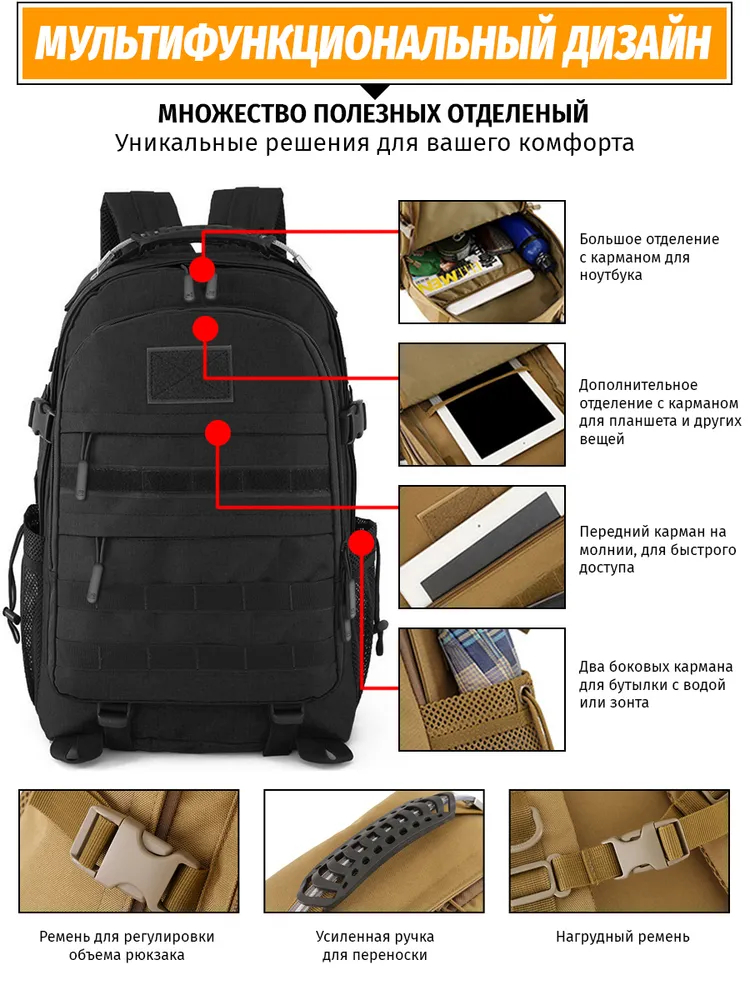 МУЛЬТИФУНКЦИОНАЛЬНЫЙ ДИЗАЙН
МНОЖЕСТВО ПОЛЕЗНЫХ ОТДЕЛЕНЫЙ
Уникальные решения для вашего комфорта
Большое отделение
с карманом для
ноутбука
Дополнительное
отделение с карманом
для планшета и других
вещей
Передний карман на
молнии, для быстрого
доступа
Два боковых кармана
для бутылки с водой
или зонта
Ремень для регулировки
объема рюкзака
Усиленная ручка
для переноски
Нагрудный ремень